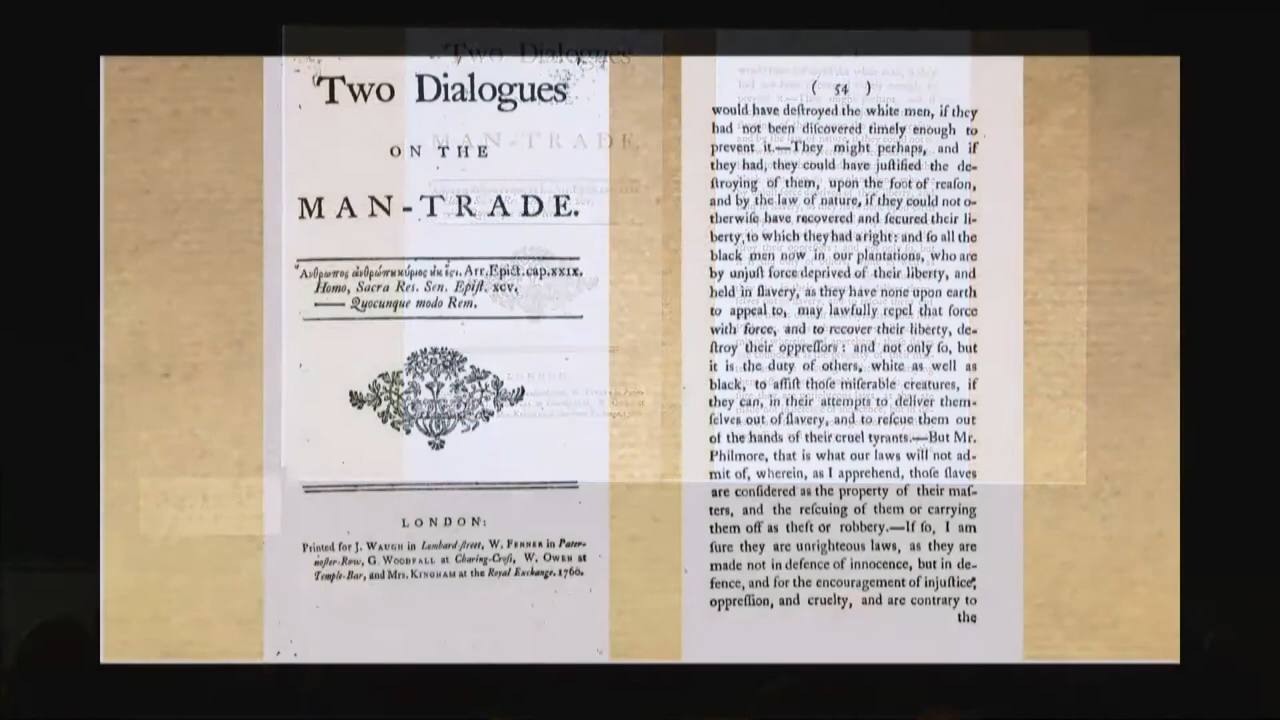 Two Dialogues
ON THE
MAN-TRADE.
Arr. Epict. cap. xxix.
Homo, Sacra Res. Sen. Epist. xcv.
—— Quocunque modo Rem.
LONDON:
Printed for J. WAUGH in Lombard-street, W. FENNER in Pater-
noster-Row, G. WOODFALL at Charing-Cross, W. OWEN at
Temple-Bar, and Mrs. KINGHAM at the Royal Exchange. 1760.
( 54 )
would have deſtroyed the white men, if they
had not been diſcovered timely enough to
prevent it.—They might perhaps, and if
they had, they could have juſtified the de-
ſtroying of them, upon the foot of reaſon,
and by the law of nature, if they could not o-
therwiſe have recovered and ſecured their li-
berty, to which they had a right: and ſo all the
black men now in our plantations, who are
by unjuſt force deprived of their liberty, and
held in ſlavery, as they have none upon earth
to appeal to, may lawfully repel that force
with force, and to recover their liberty, de-
ſtroy their oppreſſors: and not only ſo, but
it is the duty of others, white as well as
black, to aſſiſt thoſe miſerable creatures, if
they can, in their attempts to deliver them-
ſelves out of ſlavery, and to reſcue them out
of the hands of their cruel tyrants.—But Mr.
Philmore, that is what our laws will not ad-
mit of, wherein, as I apprehend, thoſe ſlaves
are conſidered as the property of their maſ-
ters, and the reſcuing of them or carrying
them off as theft or robbery.—If ſo, I am
ſure they are unrighteous laws, as they are
made not in defence of innocence, but in de-
fence, and for the encouragement of injuſtice,
oppreſſion, and cruelty, and are contrary to
the